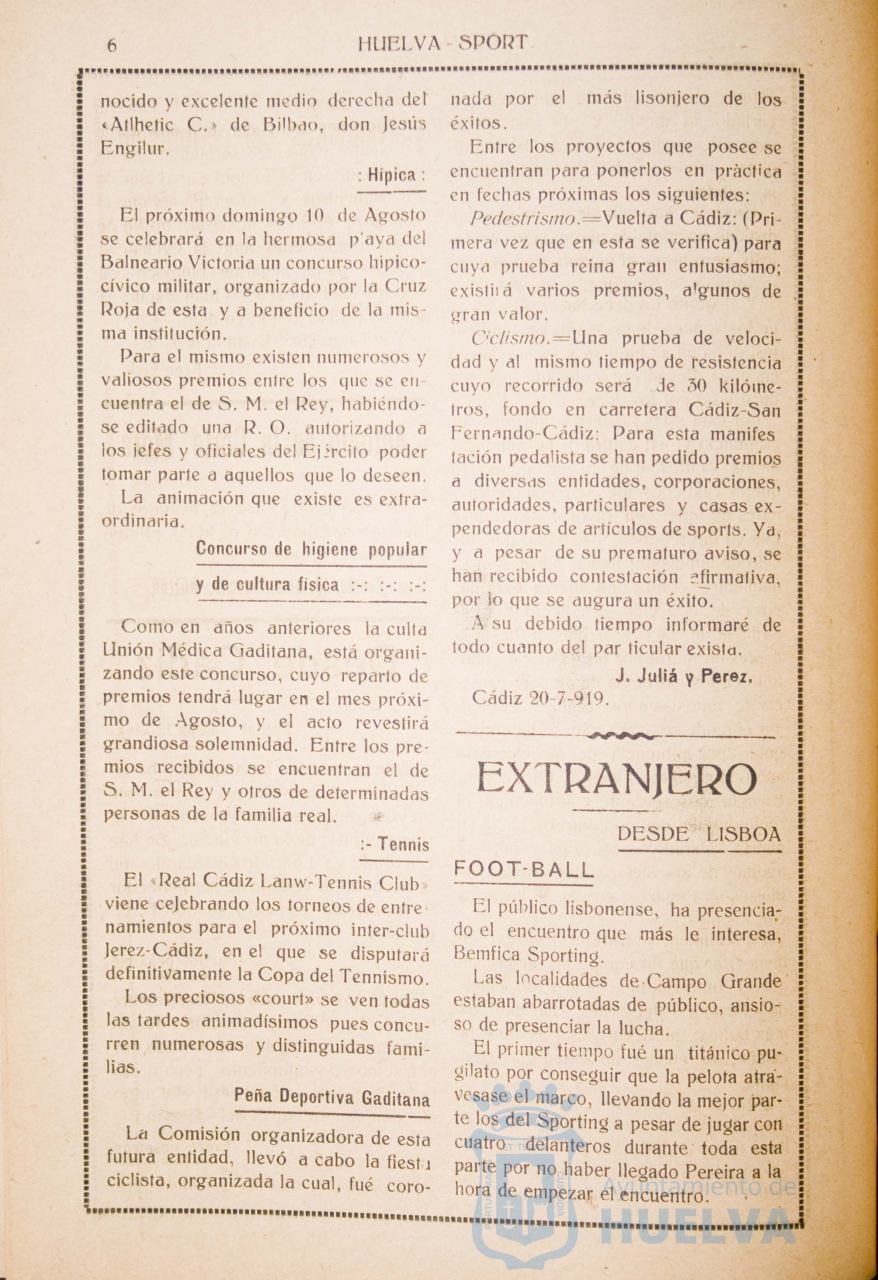 6
HUELVA - SPORT
nocido y excelente medio derecha del
«Atlhetic C.» de Bilbao, don Jesús
Engilur.
: Hípica :
El próximo domingo 10 de Agosto
se celebrará en la hermosa p'aya del
Balneario Victoria un concurso hipico-
cívico militar, organizado por la Cruz
Roja de esta y a beneficio de la mis-
ma institución.
Para el mismo existen numerosos y
valiosos premios entre los que se en-
cuentra el de S. M. el Rey, habiéndo-
se editado una R. O. autorizando a
los jefes y oficiales del Ejército poder
tomar parte a aquellos que lo deseen.
La animación que existe es extra-
ordinaria.
Concurso de higiene popular
y de cultura fisica :-: :-: :-:
Como en años anteriores la culta
Unión Médica Gaditana, está organi-
zando este concurso, cuyo reparto de
premios tendrá lugar en el mes próxi-
mo de Agosto, y el acto revestirá
grandiosa solemnidad. Entre los pre-
mios recibidos se encuentran el de
S. M. el Rey y otros de determinadas
personas de la familia real.
:- Tennis
El «Real Cádiz Lanw-Tennis Club»
viene cejebrando los torneos de entre-
namientos para el próximo inter-club
Jerez-Cádiz, en el que se disputará
definitivamente la Copa del Tennismo.
Los preciosos «court» se ven todas
las tardes animadísimos pues concu-
rren numerosas y distinguidas fami-
lias.
Peña Deportiva Gaditana
La Comisión organizadora de esta
futura entidad, llevó a cabo la fiesta
ciclista, organizada la cual, fué coro-
nada por el más lisonjero de los
éxitos.
Entre los proyectos que posee se
encuentran para ponerlos en pràctica
en fechas próximas los siguientes:
Pedestrismo.=Vuelta a Cádiz: (Pri-
mera vez que en esta se verifica) para
cuya prueba reina gran entusiasmo;
existirá varios premios, a'gunos de
gran valor.
Ciclismo.=Una prueba de veloci-
dad y al mismo tiempo de resistencia
cuyo recorrido será de 30 kilóme-
tros, fondo en carretera Cádiz-San
Fernando-Cádiz: Para esta manifes
tación pedalista se han pedido premios
a diversas entidades, corporaciones,
autoridades, particulares y casas ex-
pendedoras de artículos de sports. Ya,
y a pesar de su prematuro aviso, se
han recibido contestación afirmativa,
por lo que se augura un éxito.
A su debido tiempo informaré de
todo cuanto del par ticular exista.
J. Juliá y Perez.
Cádiz 20-7-919.
EXTRANJERO
DESDE LISBOA
FOOT-BALL
El público lisbonense, ha presencia-
do el encuentro que más le interesa,
Bemfica Sporting.
Las localidades de Campo Grande
estaban abarrotadas de público, ansio-
so de presenciar la lucha.
El primer tiempo fué un titánico pu-
gilato por conseguir que la pelota atra-
vesase el marco, llevando la mejor par-
te los del Sporting a pesar de jugar con
cuatro delanteros durante toda esta
parte por no haber llegado Pereira a la
hora de empezar el encuentro.
Ayuntamiento de
HUELVA